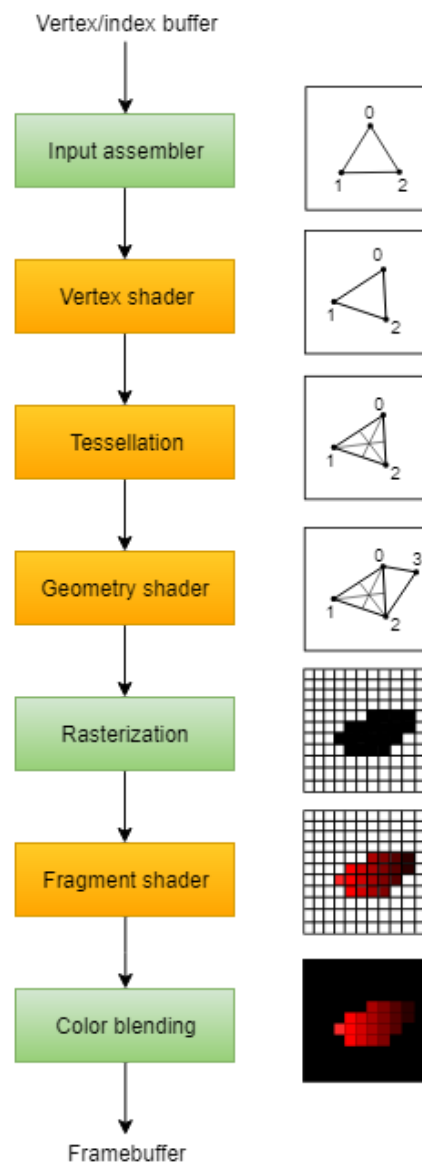 Vertex/index buffer
Input assembler
0
1
2
Vertex shader
0
1
2
Tessellation
0
1
2
Geometry shader
0
3
1
2
Rasterization
Fragment shader
Color blending
Framebuffer